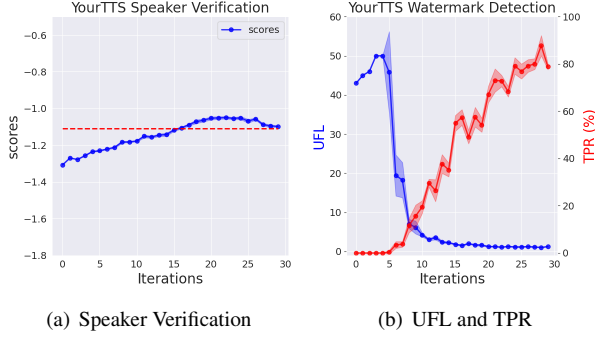 YourTTS Speaker Verification
scores
-0.6
-0.8
-1.0
-1.2
-1.4
-1.6
-1.8
scores
0 5 10 15 20 25 30
Iterations
(a) Speaker Verification
YourTTS Watermark Detection
60
50
40
30
20
10
0
UFL
100
80
60
40
20
0
TPR (%)
0 5 10 15 20 25 30
Iterations
(b) UFL and TPR